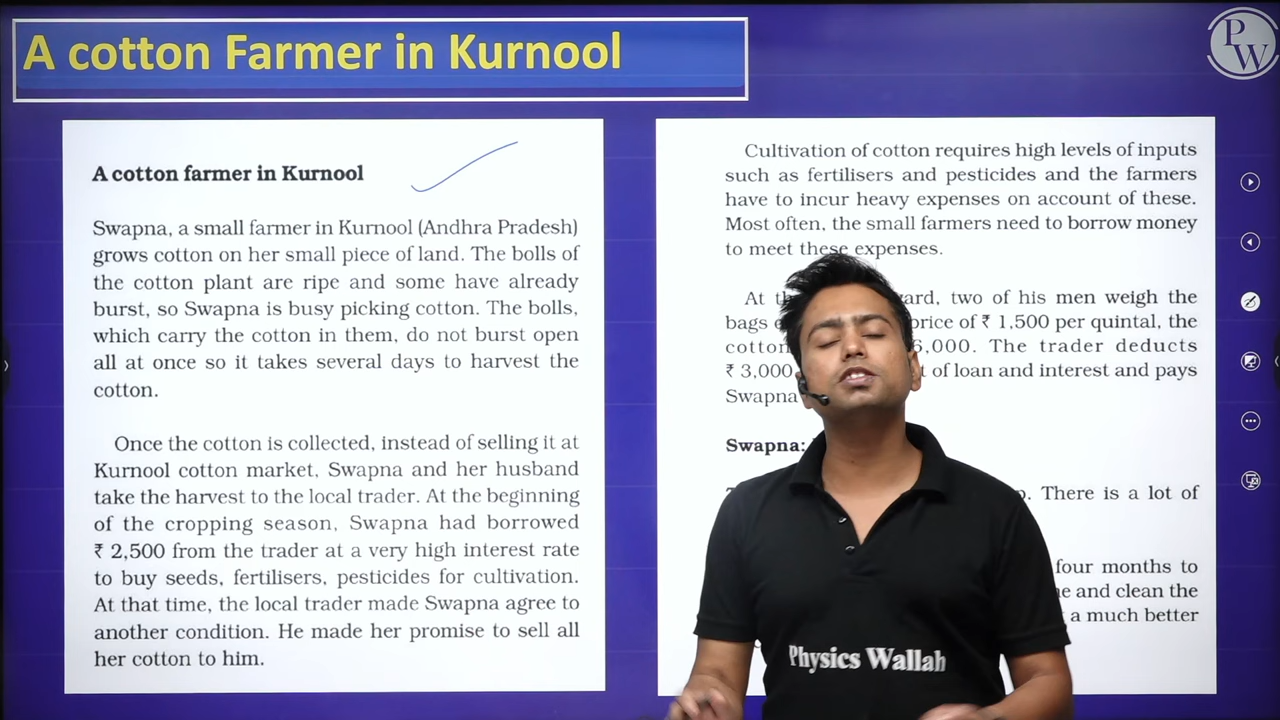 A cotton Farmer in Kurnool
PW
A cotton farmer in Kurnool
Swapna, a small farmer in Kurnool (Andhra Pradesh)
grows cotton on her small piece of land. The bolls of
the cotton plant are ripe and some have already
burst, so Swapna is busy picking cotton. The bolls,
which carry the cotton in them, do not burst open
all at once so it takes several days to harvest the
cotton.
Once the cotton is collected, instead of selling it at
Kurnool cotton market, Swapna and her husband
take the harvest to the local trader. At the beginning
of the cropping season, Swapna had borrowed
₹ 2,500 from the trader at a very high interest rate
to buy seeds, fertilisers, pesticides for cultivation.
At that time, the local trader made Swapna agree to
another condition. He made her promise to sell all
her cotton to him.
Cultivation of cotton requires high levels of inputs
such as fertilisers and pesticides and the farmers
have to incur heavy expenses on account of these.
Most often, the small farmers need to borrow money
to meet these expenses.
At two of his men weigh the
bags price of ₹ 1,500 per quintal, the
cotton 6,000. The trader deducts
₹ 3,000 of loan and interest and pays
Swapna
Swapna:
There is a lot of
four months to
and clean the
a much better
Physics Wallah